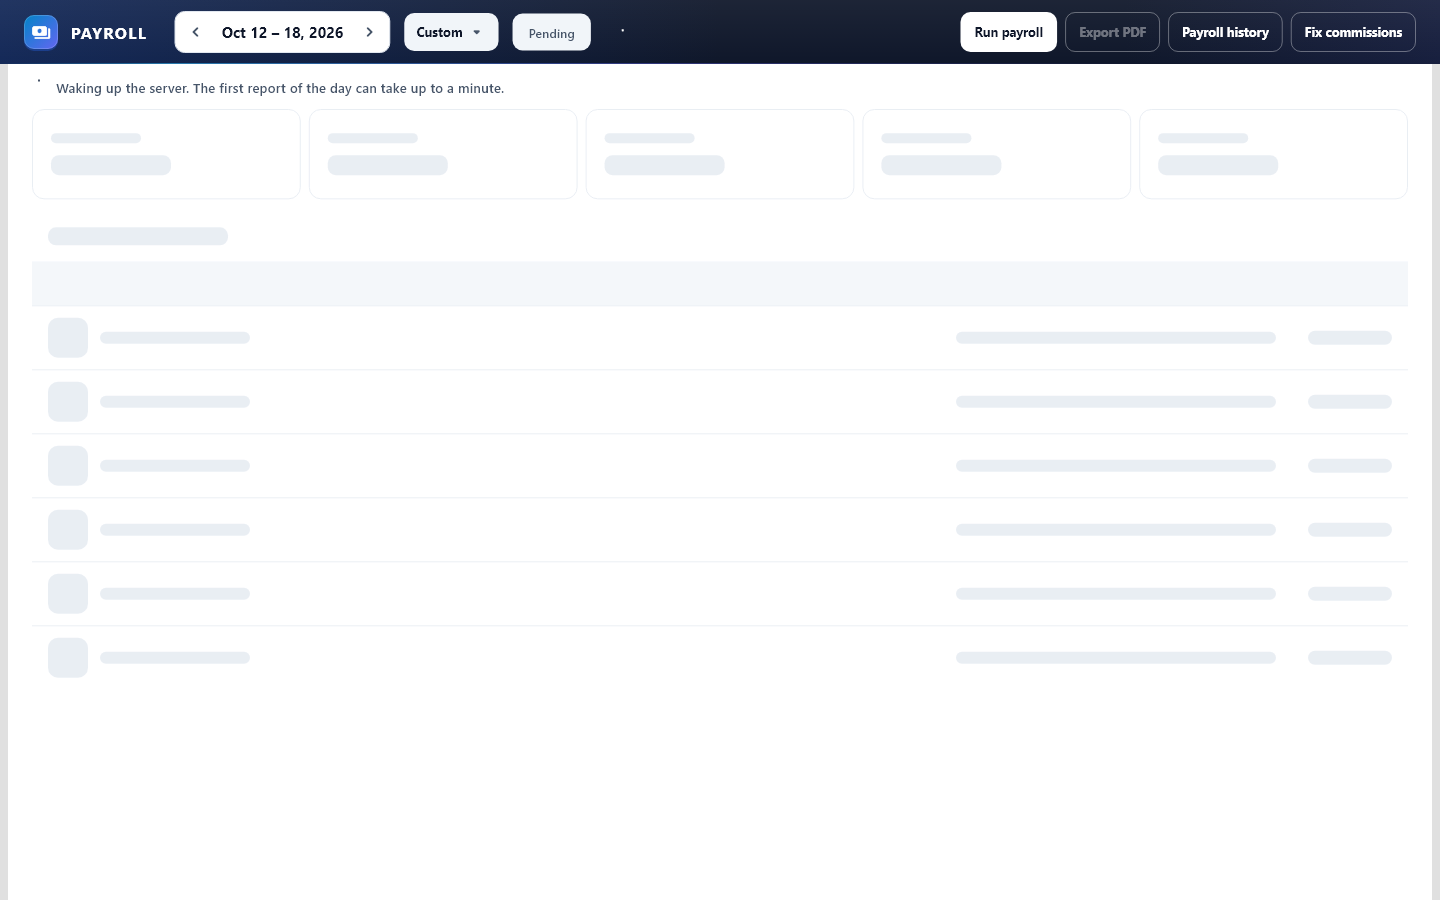 PAYROLL
Oct 12 – 18, 2026
Custom
Pending
Run payroll
Export PDF
Payroll history
Fix commissions
Waking up the server. The first report of the day can take up to a minute.